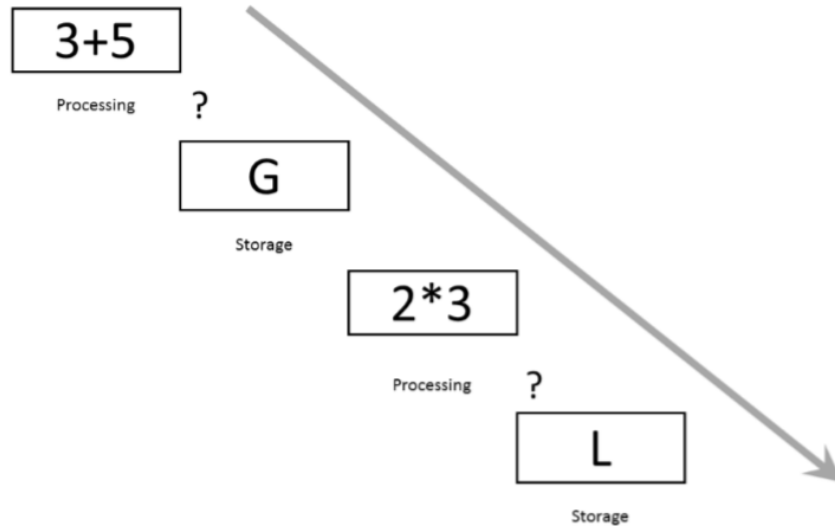 3+5
Processing
?
G
Storage
2*3
Processing
?
L
Storage